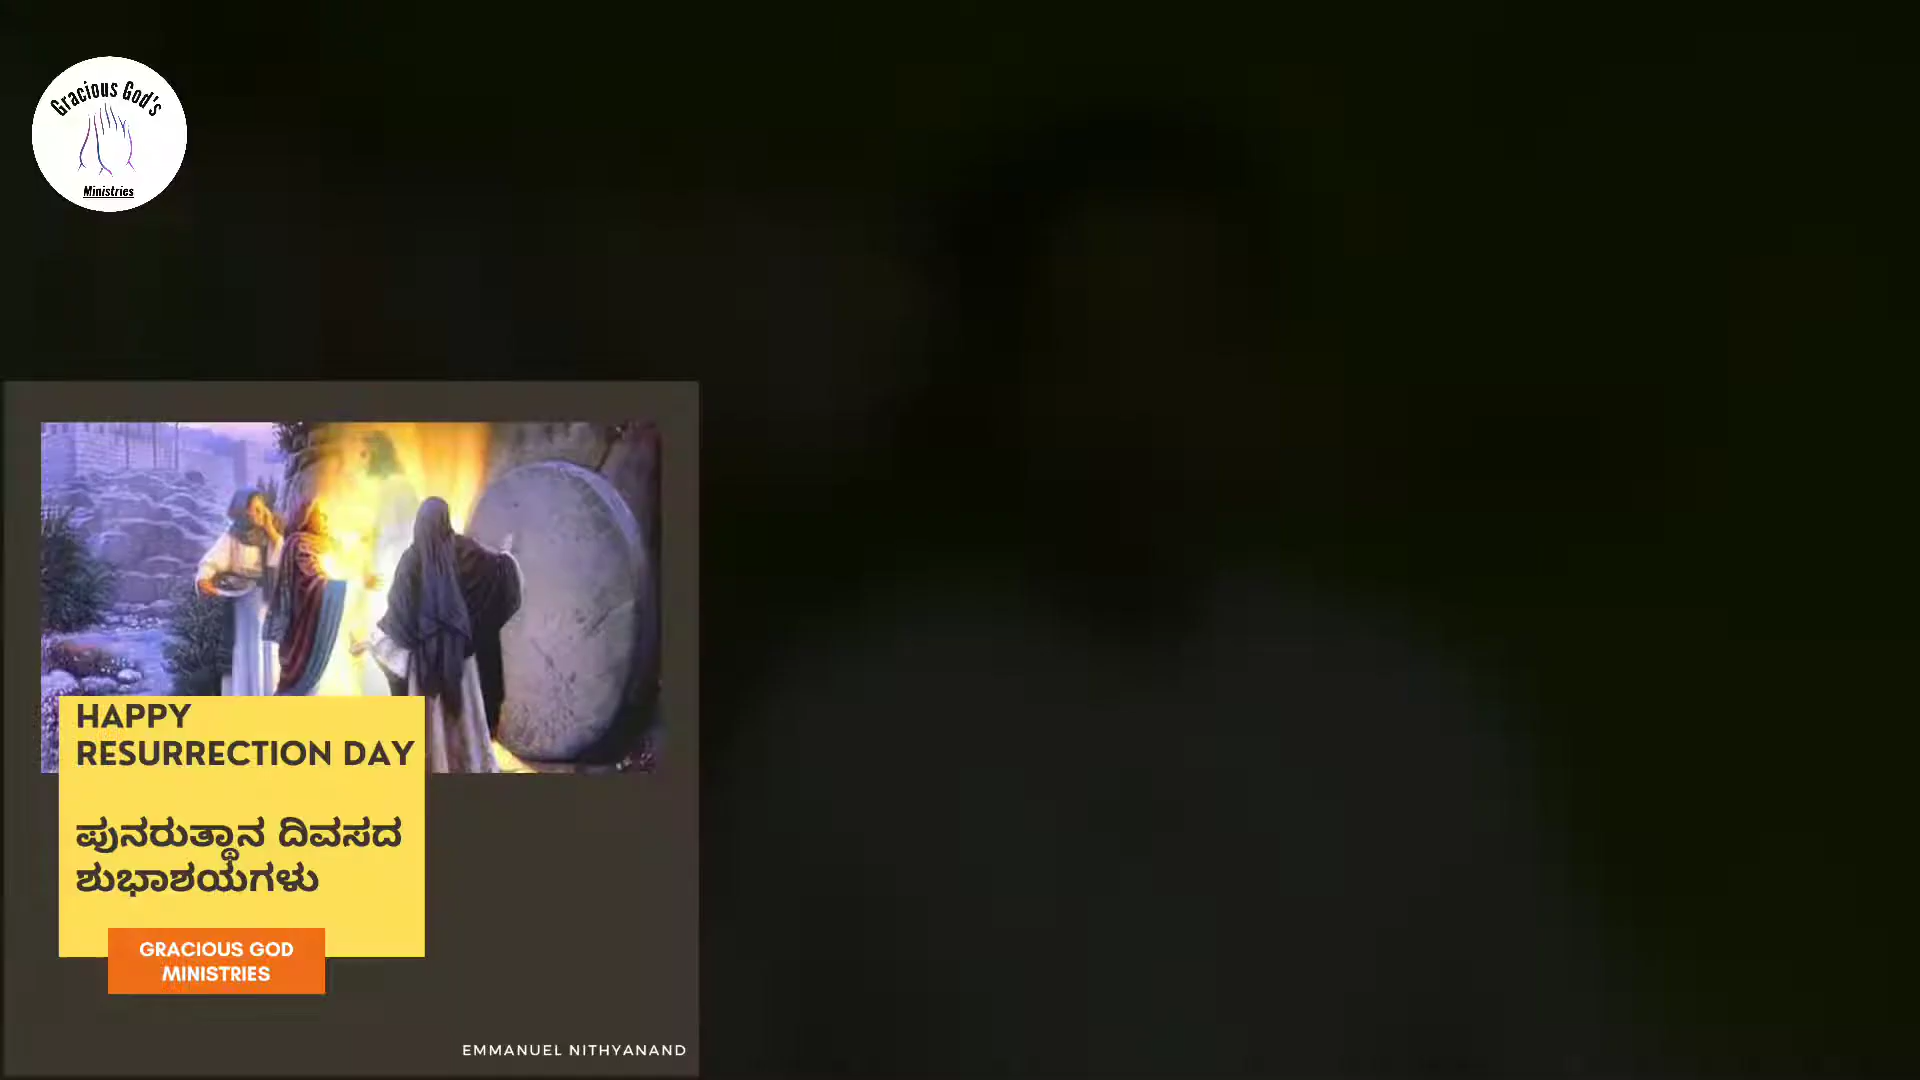 Gracious God's
Ministries
HAPPY
RESURRECTION DAY
ಪುನರುತ್ಥಾನ ದಿವಸದ
ಶುಭಾಶಯಗಳು
GRACIOUS GOD
MINISTRIES
EMMANUEL NITHYANAND